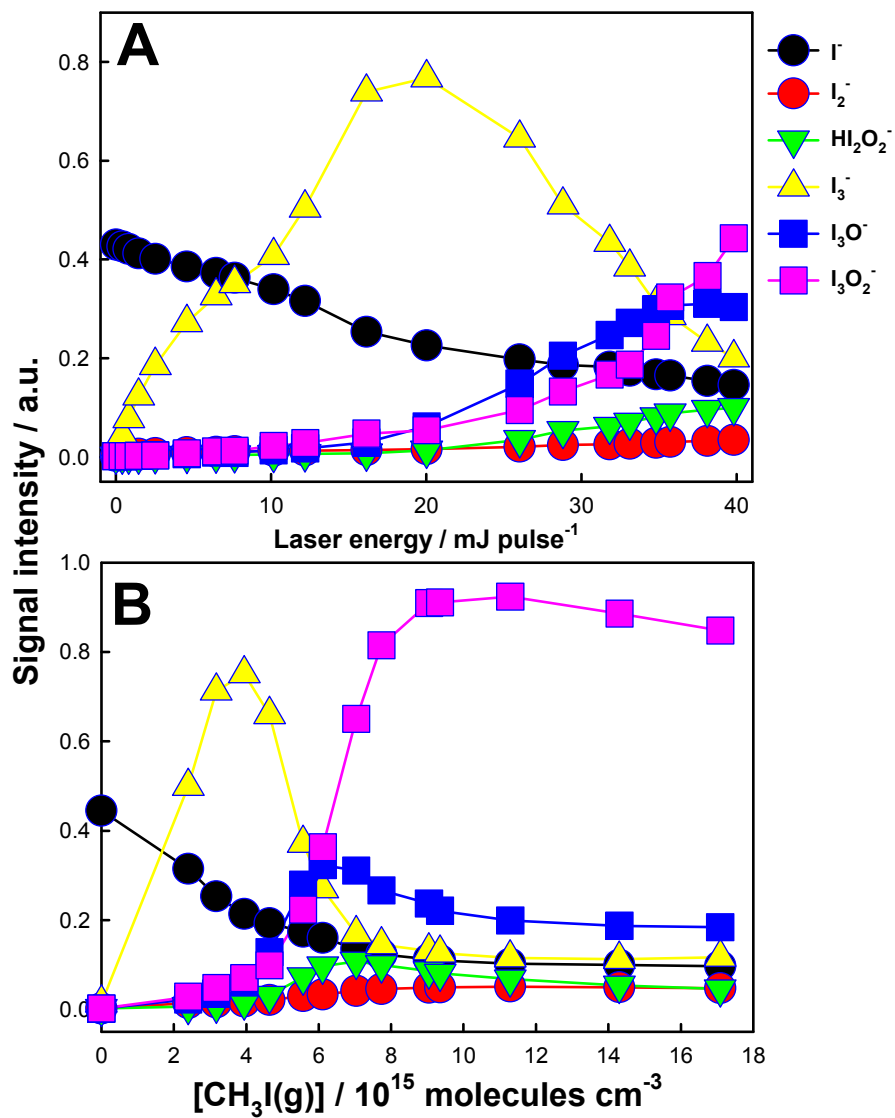 A
0.8
0.6
0.4
0.2
0.0
0 10 20 30 40
Laser energy / mJ pulse⁻¹
I⁻
I₂⁻
HI₂O₂⁻
I₃⁻
I₃O⁻
I₃O₂⁻
Signal intensity / a.u.
B
1.0
0.8
0.6
0.4
0.2
0.0
0 2 4 6 8 10 12 14 16 18
[CH₃I(g)] / 10¹⁵ molecules cm⁻³